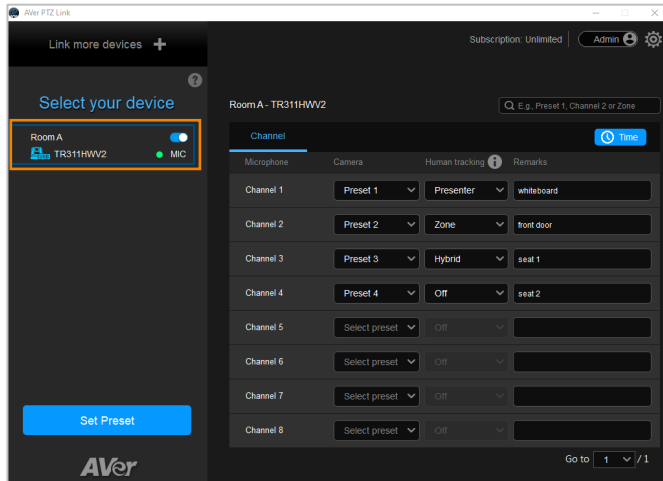 AVer PTZ Link
Link more devices +
Subscription: Unlimited
Admin
?
Select your device
Room A
TR311HWV2
MIC
Set Preset
AVer
Room A - TR311HWV2
E.g., Preset 1, Channel 2 or Zone
Channel
Time
Microphone Camera Human tracking i Remarks
Channel 1 Preset 1 Presenter whiteboard
Channel 2 Preset 2 Zone front door
Channel 3 Preset 3 Hybrid seat 1
Channel 4 Preset 4 Off seat 2
Channel 5 Select preset Off
Channel 6 Select preset Off
Channel 7 Select preset Off
Channel 8 Select preset Off
Go to 1 / 1